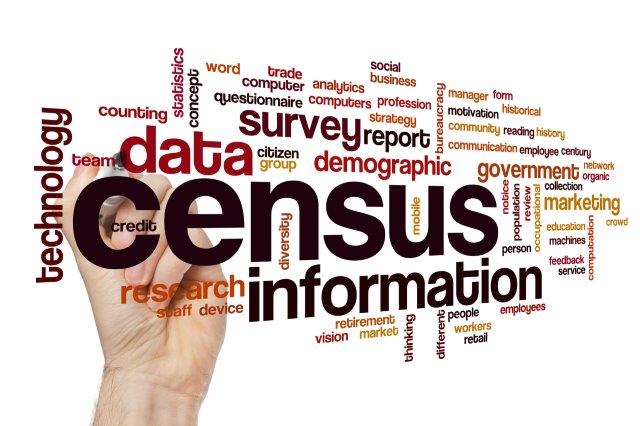 social
business
word
trade
computer
analytics
statistics
concept
manager
form
bureaucracy
questionnaire
computers
profession
motivation
historical
counting
strategy
technology
survey
report
community
reading
history
communication
employee
century
team
data
citizen
group
demographic
government
network
organic
census
credit
diversity
mobile
notice
population
review
occupational
collection
marketing
education
crowd
computation
person
machines
feedback
service
research
information
staff
device
retirement
vision
market
thinking
different
people
workers
retail
employees